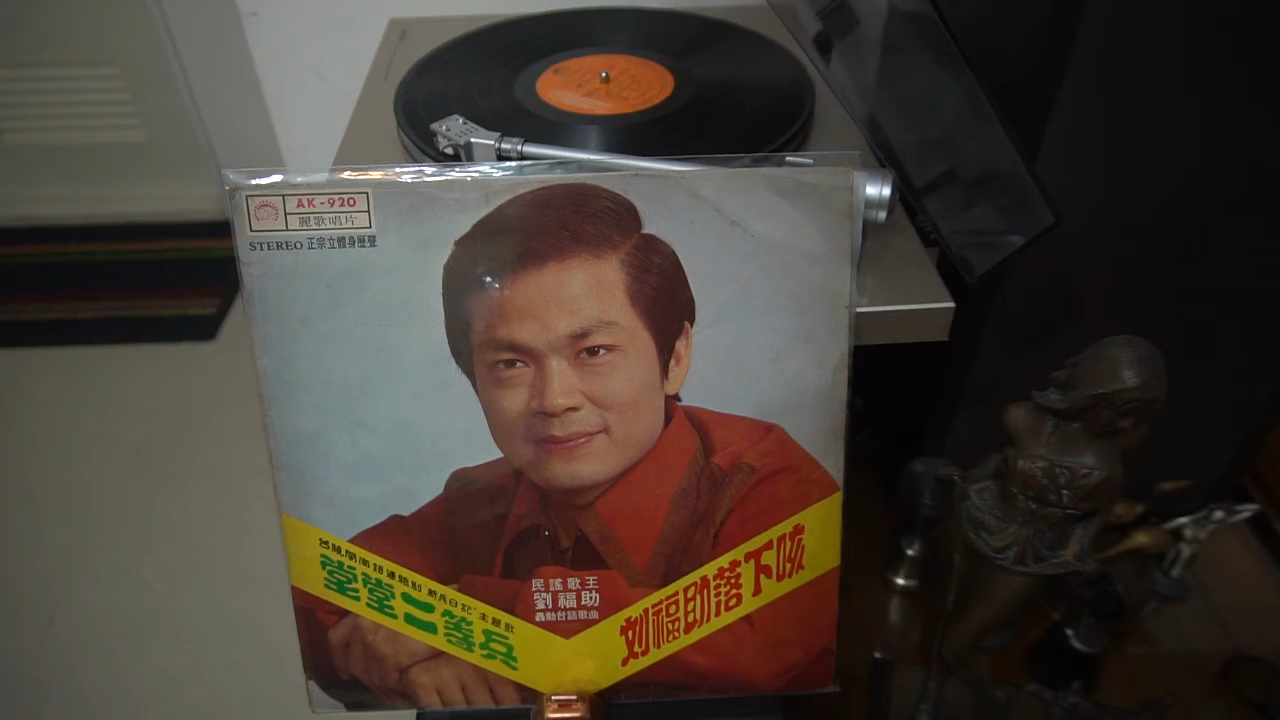 AK-920
麗歌唱片
STEREO 正宗立體身歷聲
台視閩南語連續劇"新兵日記"主題歌
堂堂二等兵
民謠歌王
劉福助
轟動台語歌曲
刘福助落下咳